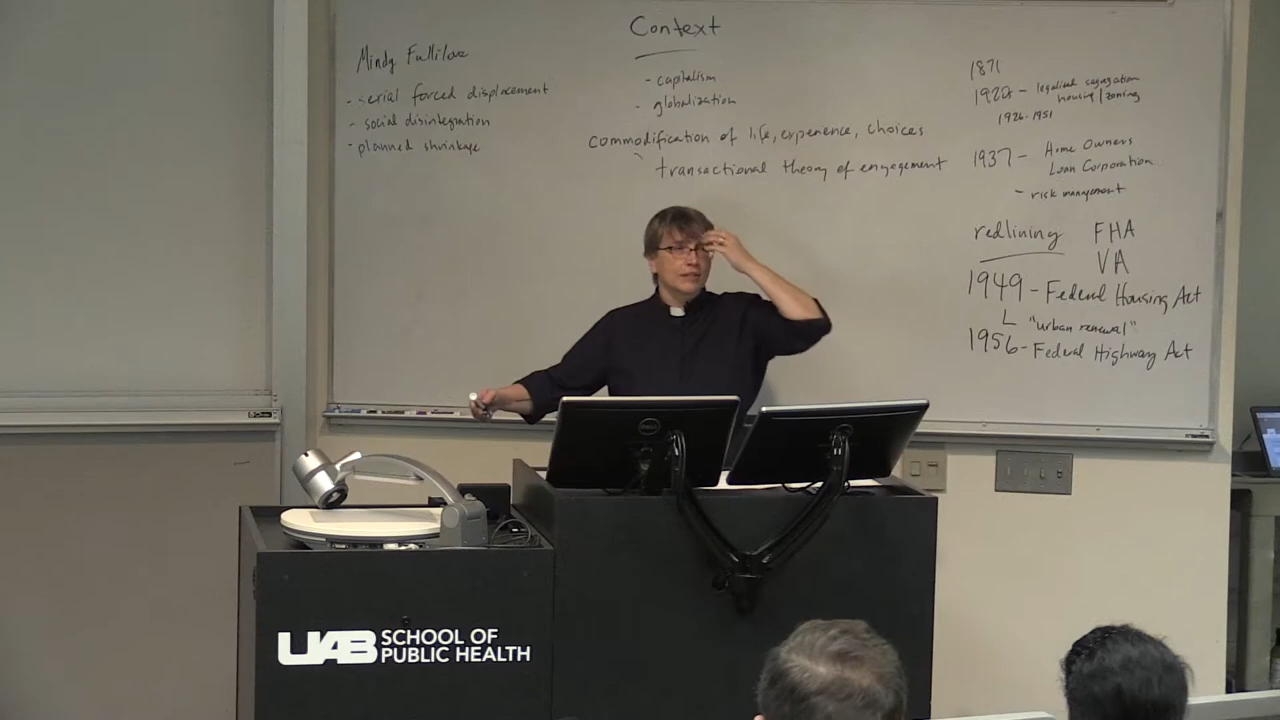 Mindy Fullilove
- serial forced displacement
- social disintegration
- planned shrinkage
Context
- capitalism
- globalization
commodification of life, experience, choices
transactional theory of engagement
1871
1920s - legalized segregation
housing/zoning
1926-1951
1937 - Home Owners
Loan Corporation
- risk management
redlining FHA
VA
1949 - Federal Housing Act
L "urban renewal"
1956 - Federal Highway Act
DELL
UAB SCHOOL OF
PUBLIC HEALTH